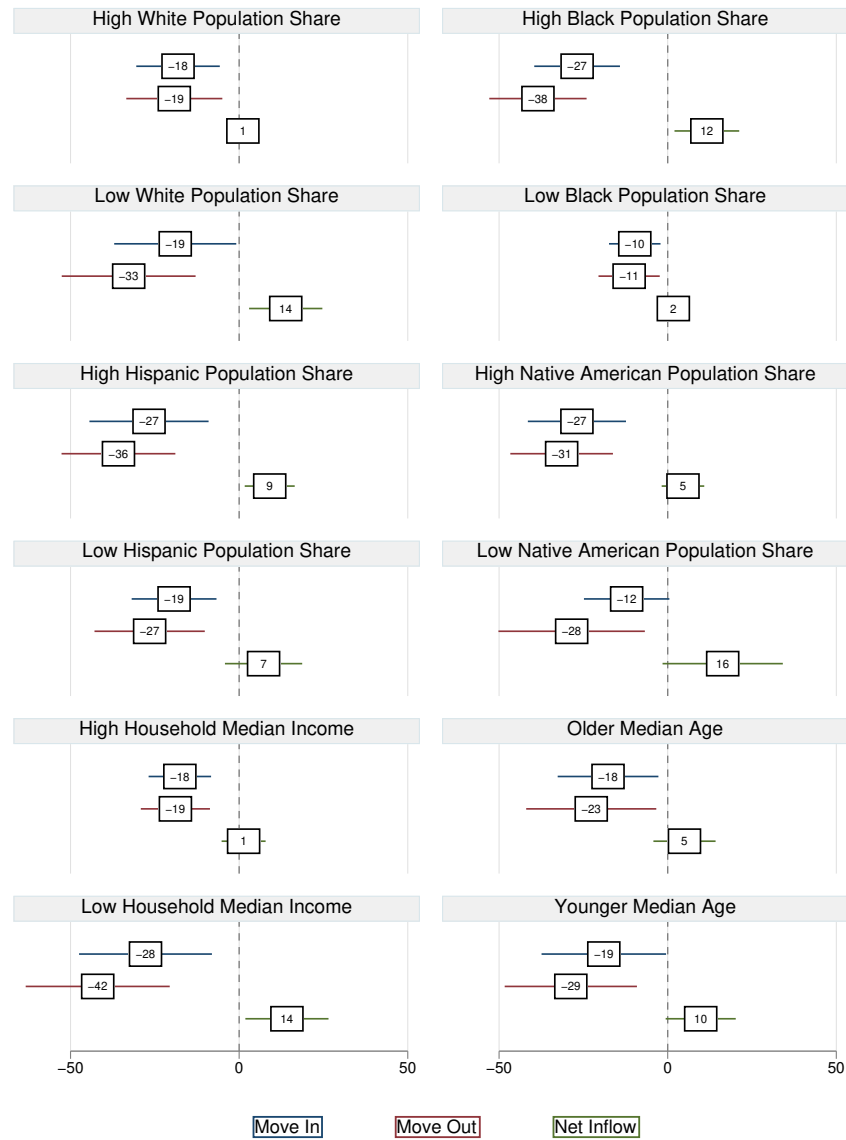 High White Population Share
−18
−19
1
High Black Population Share
−27
−38
12
Low White Population Share
−19
−33
14
Low Black Population Share
−10
−11
2
High Hispanic Population Share
−27
−36
9
High Native American Population Share
−27
−31
5
Low Hispanic Population Share
−19
−27
7
Low Native American Population Share
−12
−28
16
High Household Median Income
−18
−19
1
Older Median Age
−18
−23
5
Low Household Median Income
−28
−42
14
Younger Median Age
−19
−29
10
−50 0 50
−50 0 50
Move In Move Out Net Inflow